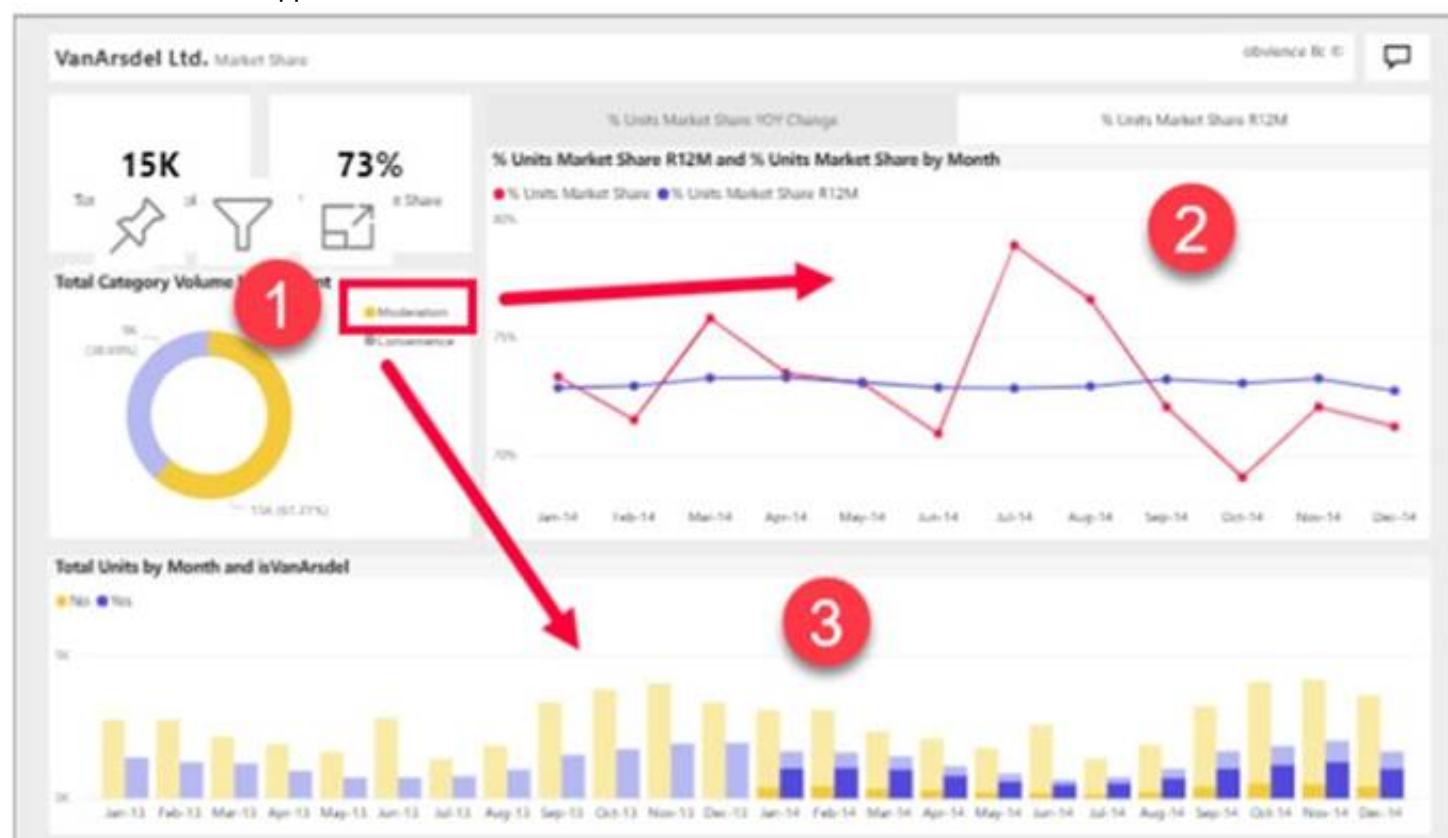 VanArsdel Ltd. Market Share
obvience llc ©
15K
73%
t Share
% Units Market Share YOY Change
% Units Market Share R12M
% Units Market Share R12M and % Units Market Share by Month
% Units Market Share % Units Market Share R12M
80%
75%
70%
Jan-14 Feb-14 Mar-14 Apr-14 May-14 Jun-14 Jul-14 Aug-14 Sep-14 Oct-14 Nov-14 Dec-14
2
Total Category Volume
1
Moderation
Convenience
Total Units by Month and isVanArsdel
No Yes
3
0K
Jan-13 Feb-13 Mar-13 Apr-13 May-13 Jun-13 Jul-13 Aug-13 Sep-13 Oct-13 Nov-13 Dec-13 Jan-14 Feb-14 Mar-14 Apr-14 May-14 Jun-14 Jul-14 Aug-14 Sep-14 Oct-14 Nov-14 Dec-14